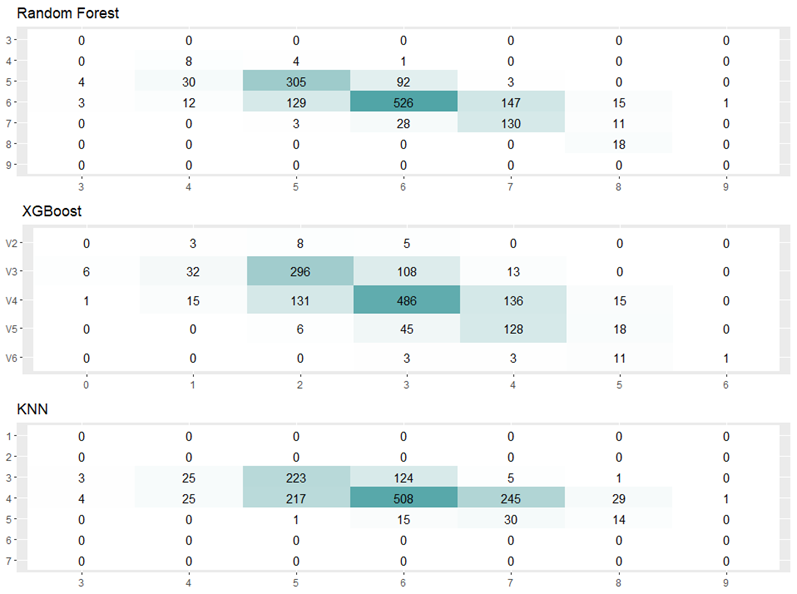 Random Forest
3 0 0 0 0 0 0 0
4 0 8 4 1 0 0 0
5 4 30 305 92 3 0 0
6 3 12 129 526 147 15 1
7 0 0 3 28 130 11 0
8 0 0 0 0 0 18 0
9 0 0 0 0 0 0 0
3 4 5 6 7 8 9
XGBoost
V2 0 3 8 5 0 0 0
V3 6 32 296 108 13 0 0
V4 1 15 131 486 136 15 0
V5 0 0 6 45 128 18 0
V6 0 0 0 3 3 11 1
0 1 2 3 4 5 6
KNN
1 0 0 0 0 0 0 0
2 0 0 0 0 0 0 0
3 3 25 223 124 5 1 0
4 4 25 217 508 245 29 1
5 0 0 1 15 30 14 0
6 0 0 0 0 0 0 0
7 0 0 0 0 0 0 0
3 4 5 6 7 8 9